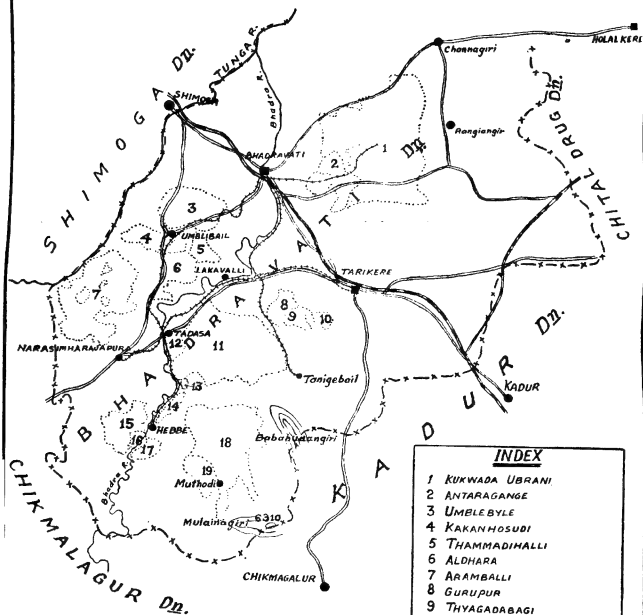 HOLALKERE
Channagiri
Dn.
TUNGA R.
Bhadra R.
SHIMOGA
BHADRAVATI
1
2
Dn
CHITAL DRUG Dn.
SHIMOGA
3
4
UMBLIBAIL
5
6
LAKAVALLI
7
TARIKERE
8
9
10
12
TADASA
11
NARASIMHARAJAPURA
13
Tanigebail
14
BHADRAVATI
KADUR Dn.
KADUR
15
HEBBE
16
17
18
Babahudangiri
Bhadra R.
19
Muthodi
Mulainagiri 6310
CHIKMALAGUR Dn.
CHIKMAGALUR
INDEX
1 KUKWADA UBRANI
2 ANTARAGANGE
3 UMBLEBYLE
4 KAKANHOSUDI
5 THAMMADIHALLI
6 ALDHARA
7 ARAMBALLI
8 GURUPUR
9 THYAGADABAGI